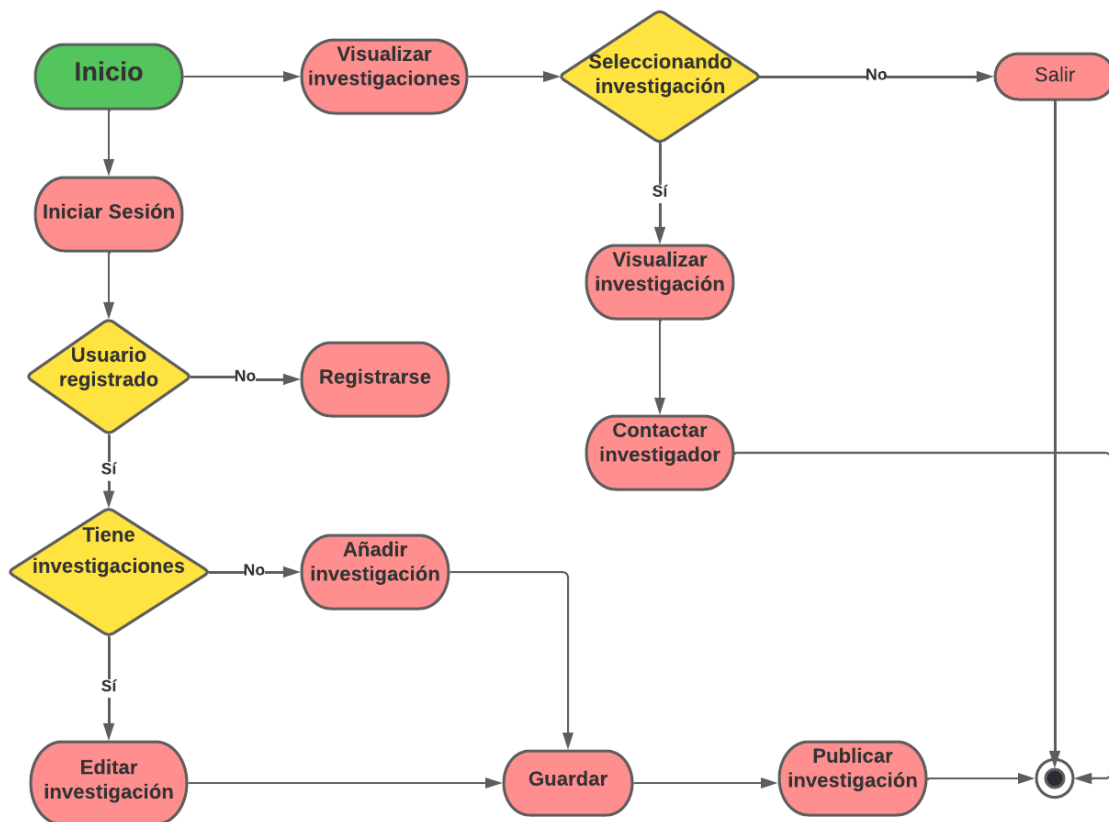 Inicio
Visualizar
investigaciones
Seleccionando
investigación
No
Salir
Iniciar Sesión
Sí
Visualizar
investigación
Usuario
registrado
No
Registrarse
Contactar
investigador
Sí
Tiene
investigaciones
No
Añadir
investigación
Sí
Editar
investigación
Guardar
Publicar
investigación